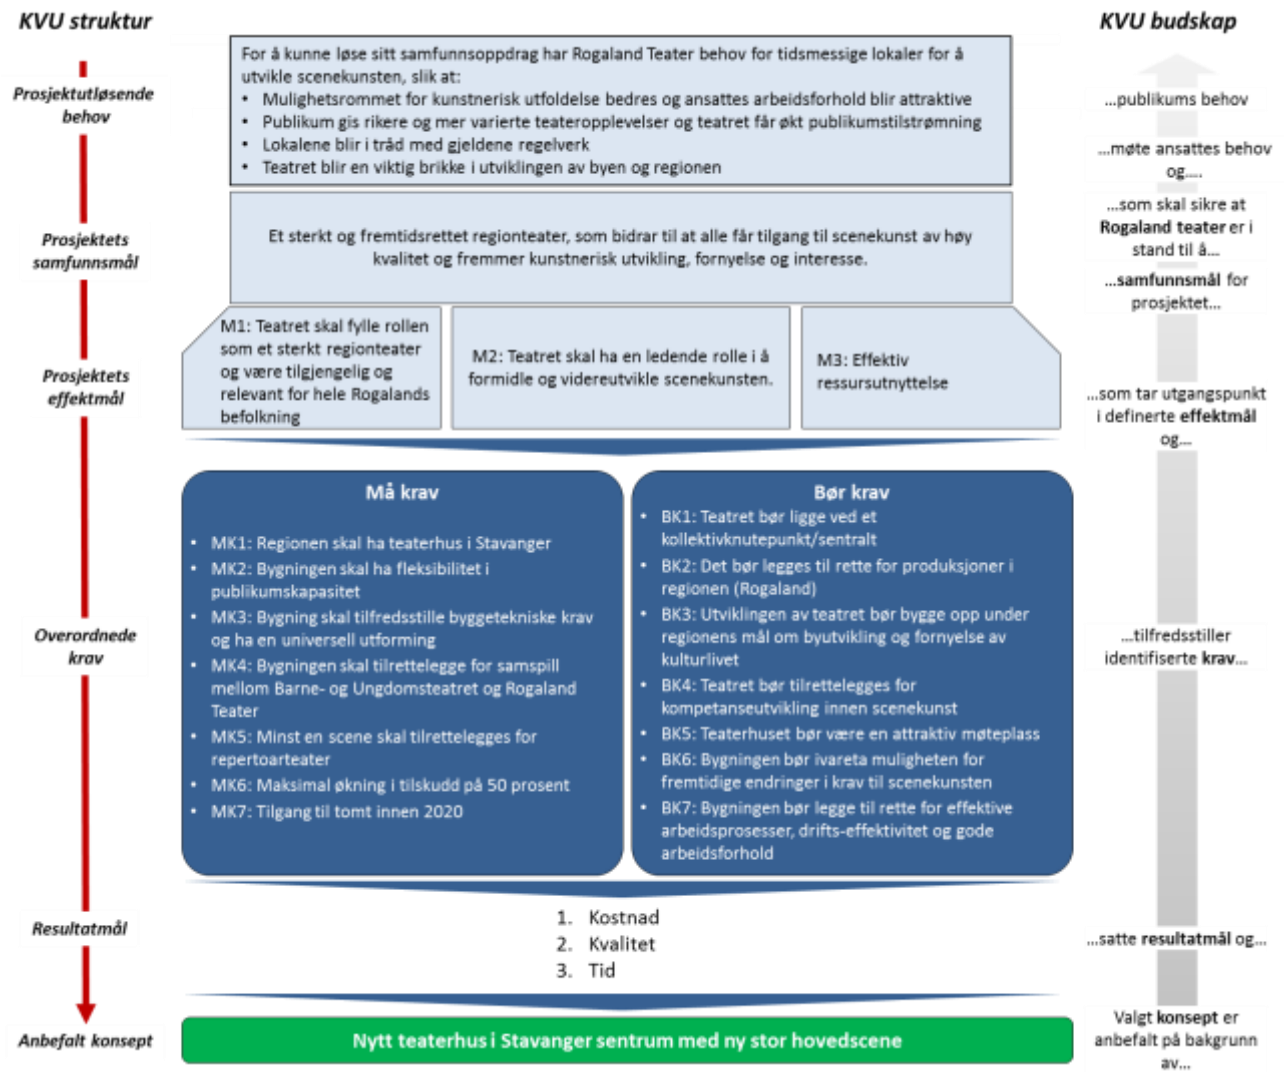 KVU struktur
KVU budskap
Prosjektutløsende
behov
For å kunne løse sitt samfunnsoppdrag har Rogaland Teater behov for tidsmessige lokaler for å
utvikle scenekunsten, slik at:
• Mulighetsrommet for kunstnerisk utfoldelse bedres og ansattes arbeidsforhold blir attraktive
• Publikum gis rikere og mer varierte teateropplevelser og teatret får økt publikumstilstrømning
• Lokalene blir i tråd med gjeldene regelverk
• Teatret blir en viktig brikke i utviklingen av byen og regionen
...publikums behov
...møte ansattes behov
og....
Prosjektets
samfunnsmål
Et sterkt og fremtidsrettet regionteater, som bidrar til at alle får tilgang til scenekunst av høy
kvalitet og fremmer kunstnerisk utvikling, fornyelse og interesse.
...som skal sikre at
Rogaland teater er i
stand til å...
...samfunnsmål for
prosjektet...
Prosjektets
effektmål
M1: Teatret skal fylle rollen
som et sterkt regionteater
og være tilgjengelig og
relevant for hele Rogalands
befolkning
M2: Teatret skal ha en ledende rolle i å
formidle og videreutvikle scenekunsten.
M3: Effektiv
ressursutnyttelse
...som tar utgangspunkt
i definerte effektmål
og...
Overordnede
krav
Må krav
• MK1: Regionen skal ha teaterhus i Stavanger
• MK2: Bygningen skal ha fleksibilitet i
publikumskapasitet
• MK3: Bygning skal tilfredsstille byggetekniske krav
og ha en universell utforming
• MK4: Bygningen skal tilrettelegge for samspill
mellom Barne- og Ungdomsteatret og Rogaland
Teater
• MK5: Minst en scene skal tilrettelegges for
repertoarteater
• MK6: Maksimal økning i tilskudd på 50 prosent
• MK7: Tilgang til tomt innen 2020
Bør krav
• BK1: Teatret bør ligge ved et
kollektivknutepunkt/sentralt
• BK2: Det bør legges til rette for produksjoner i
regionen (Rogaland)
• BK3: Utviklingen av teatret bør bygge opp under
regionens mål om byutvikling og fornyelse av
kulturlivet
• BK4: Teatret bør tilrettelegges for
kompetanseutvikling innen scenekunst
• BK5: Teaterhuset bør være en attraktiv møteplass
• BK6: Bygningen bør ivareta muligheten for
fremtidige endringer i krav til scenekunsten
• BK7: Bygningen bør legge til rette for effektive
arbeidsprosesser, drifts-effektivitet og gode
arbeidsforhold
...tilfredsstiller
identifiserte krav...
Resultatmål
1. Kostnad
2. Kvalitet
3. Tid
...satte resultatmål og...
Anbefalt konsept
Nytt teaterhus i Stavanger sentrum med ny stor hovedscene
Valgt konsept er
anbefalt på bakgrunn
av...